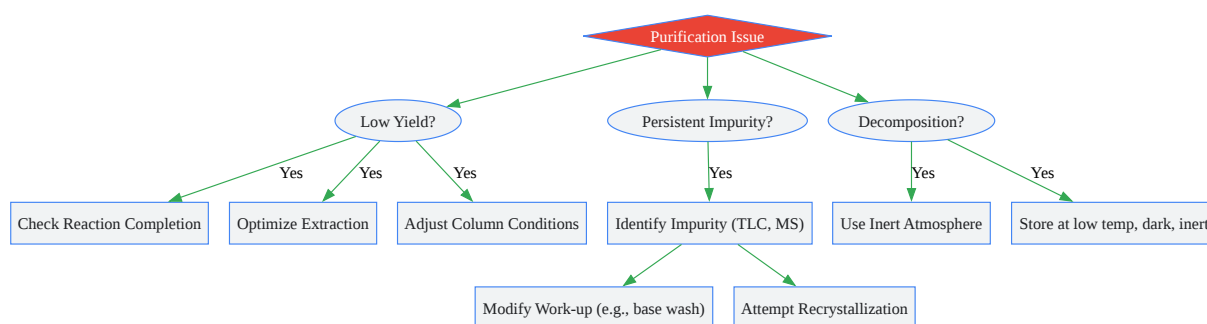 Purification Issue
Low Yield?
Persistent Impurity?
Decomposition?
Yes
Yes
Yes
Yes
Yes
Yes
Check Reaction Completion
Optimize Extraction
Adjust Column Conditions
Identify Impurity (TLC, MS)
Use Inert Atmosphere
Store at low temp, dark, inert
Modify Work-up (e.g., base wash)
Attempt Recrystallization